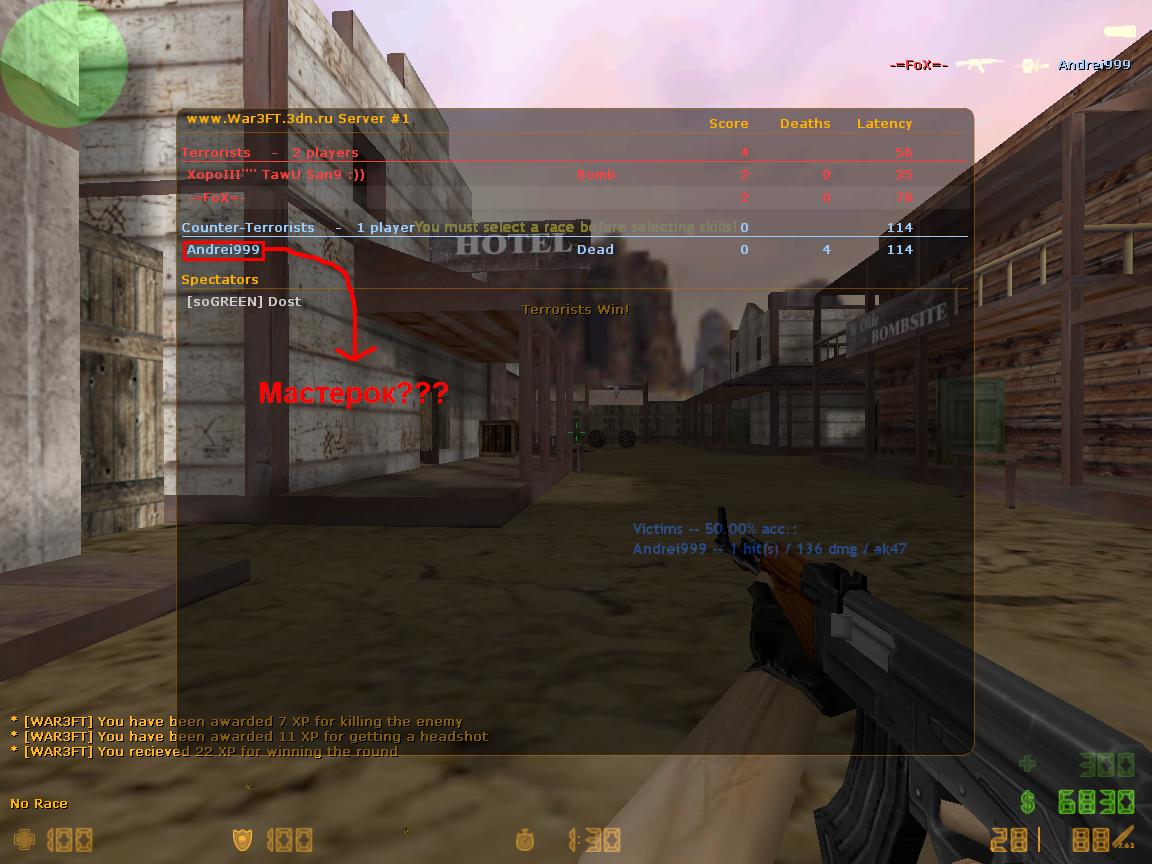 -=FoX=- Andrei999
www.War3FT.3dn.ru Server #1
Score Deaths Latency
Terrorists - 2 players 4 56
XopoIII'''' TawU San9 :)) Bomb 2 0 35
-=FoX=- 2 0 76
Counter-Terrorists - 1 player 0 114
You must select a race before selecting skills!
Andrei999 Dead 0 4 114
HOTEL
Spectators
[soGREEN] Dost
Terrorists Win!
Ye Olde
BOMBSITE
Мастерок???
Victims -- 50.00% acc.:
Andrei999 -- 1 hit(s) / 136 dmg / ak47
* [WAR3FT] You have been awarded 7 XP for killing the enemy
* [WAR3FT] You have been awarded 11 XP for getting a headshot
* [WAR3FT] You recieved 22 XP for winning the round
+ 300
$ 6830
No Race
100 100 1:30 28 | 88 7.62